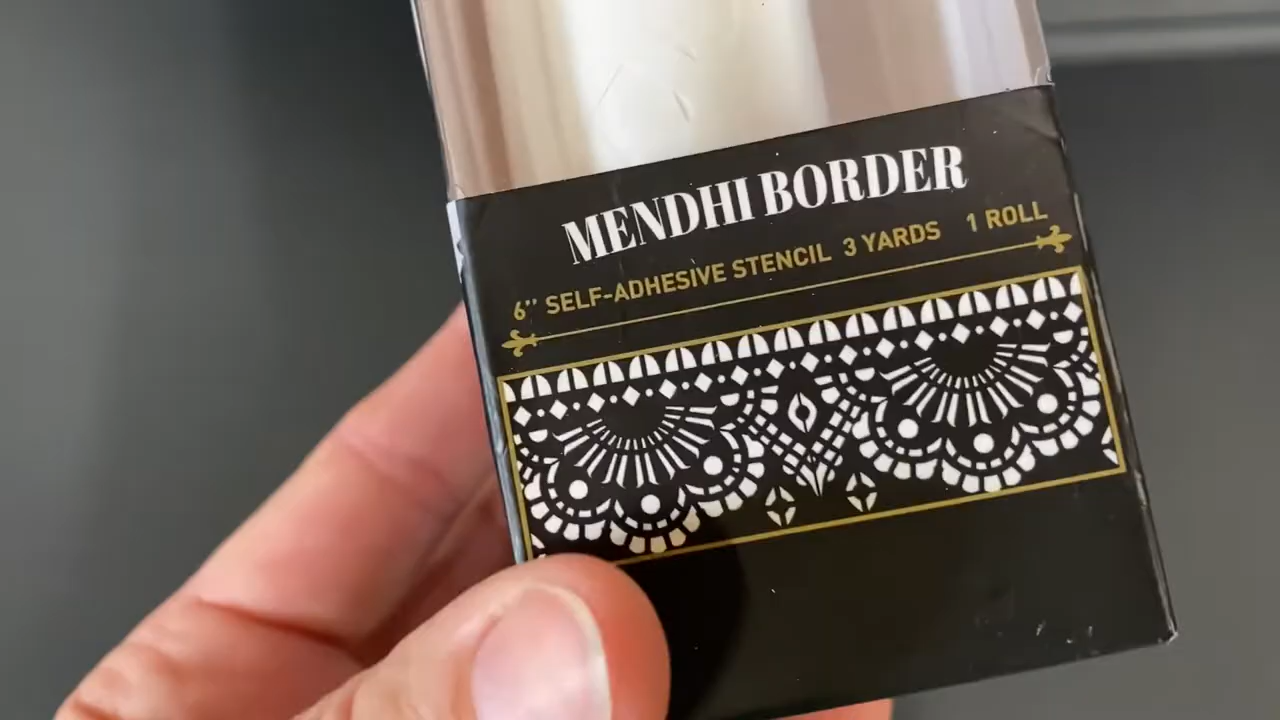 MENDHI BORDER
6" SELF-ADHESIVE STENCIL 3 YARDS 1 ROLL